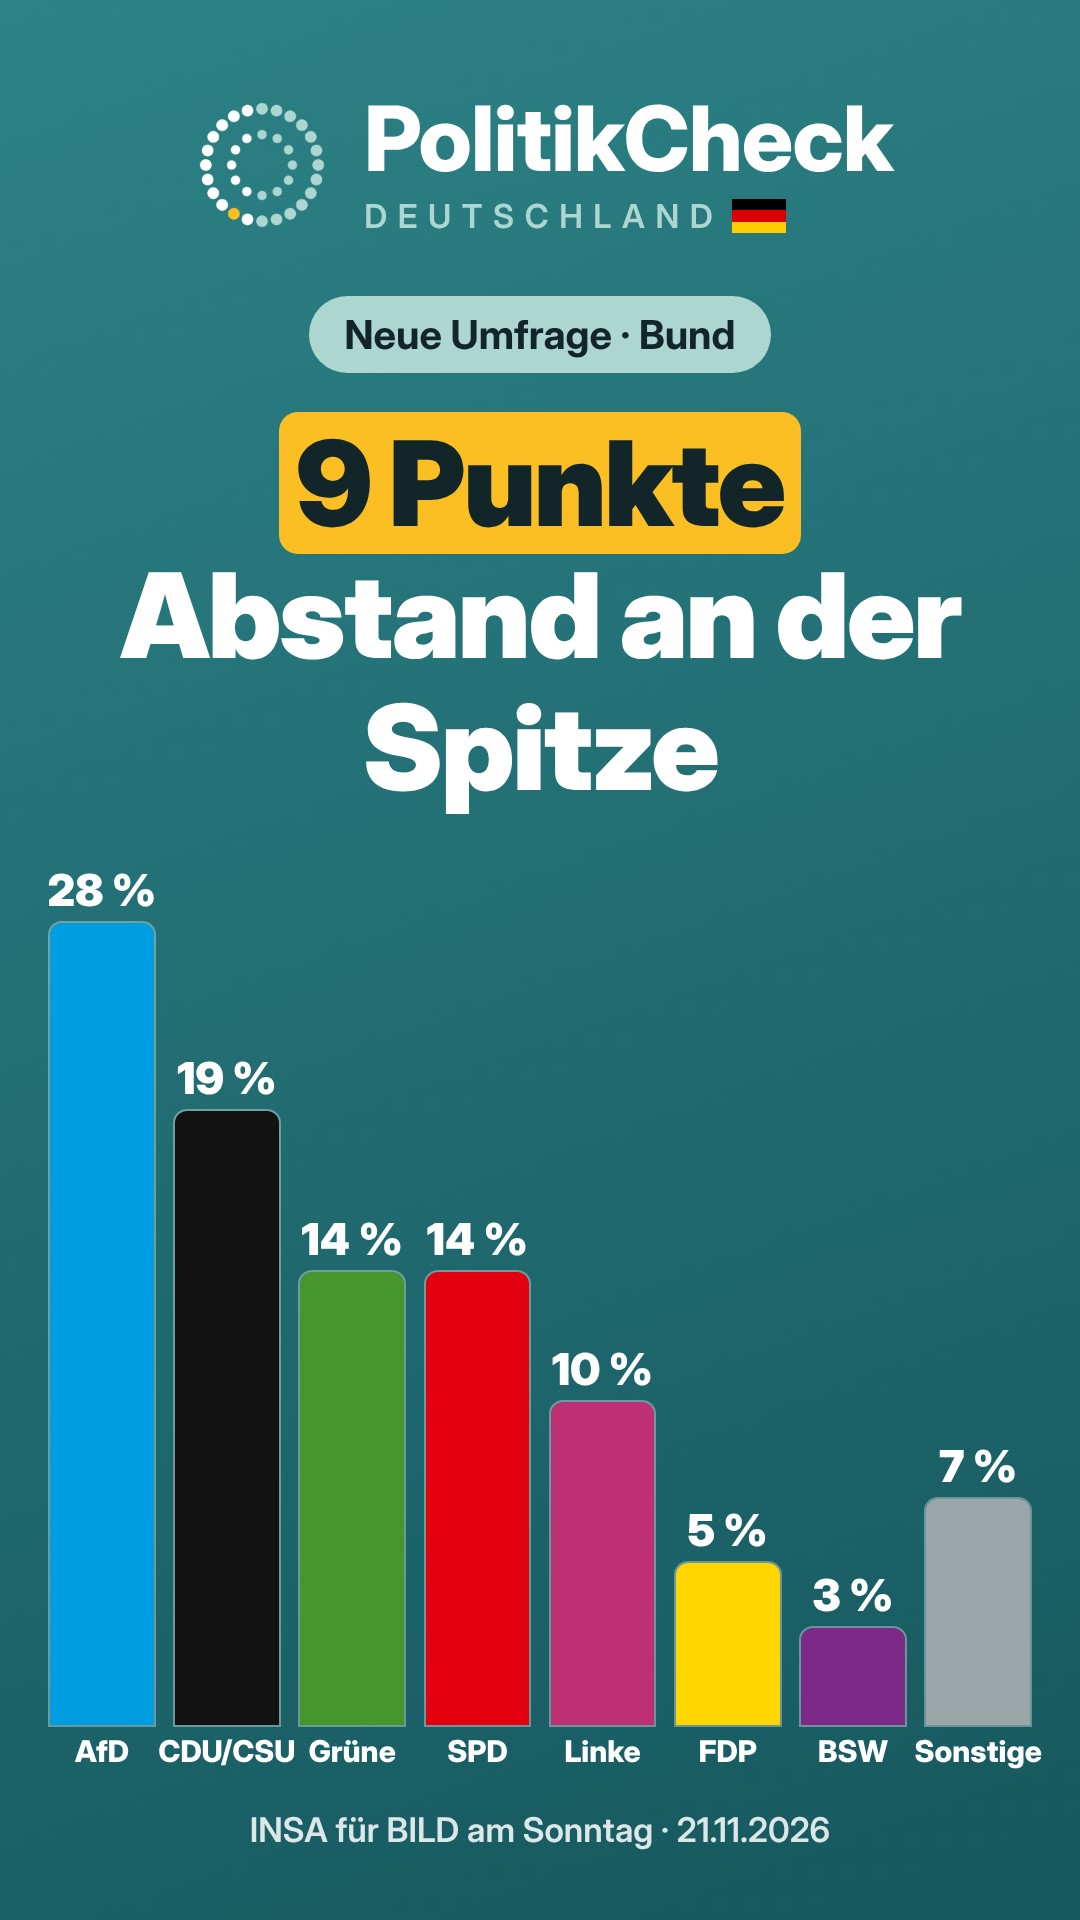 PolitikCheck
DEUTSCHLAND
Neue Umfrage · Bund
9 Punkte
Abstand an der
Spitze
28 %
19 %
14 %
14 %
10 %
5 %
3 %
7 %
AfD
CDU/CSU
Grüne
SPD
Linke
FDP
BSW
Sonstige
INSA für BILD am Sonntag · 21.11.2026